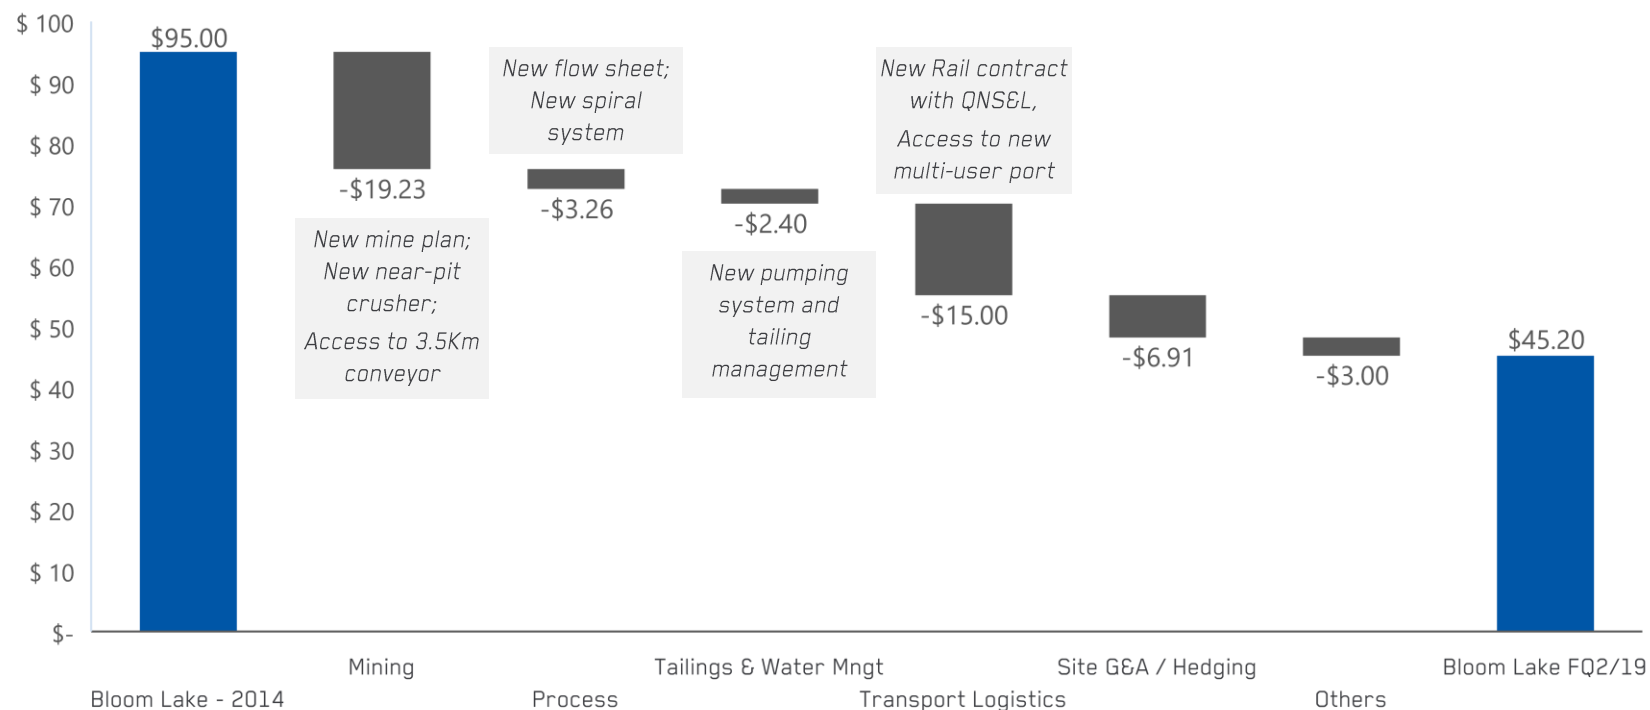 $ 100
$ 90
$ 80
$ 70
$ 60
$ 50
$ 40
$ 30
$ 20
$ 10
$-
$95.00
-$19.23
New mine plan;
New near-pit
crusher;
Access to 3.5Km
conveyor
New flow sheet;
New spiral
system
-$3.26
-$2.40
New pumping
system and
tailing
management
New Rail contract
with QNS&L,
Access to new
multi-user port
-$15.00
-$6.91
-$3.00
$45.20
Bloom Lake - 2014
Mining
Process
Tailings & Water Mngt
Transport Logistics
Site G&A / Hedging
Others
Bloom Lake FQ2/19